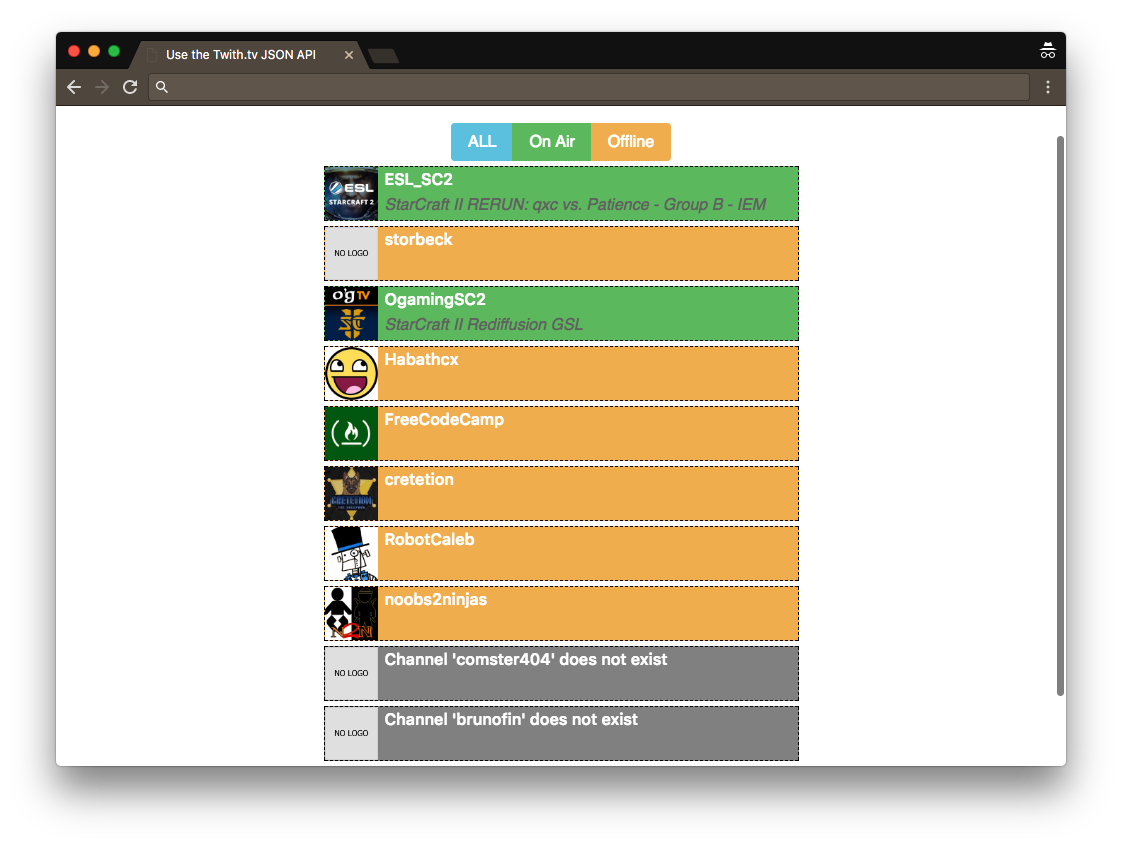 Use the Twith.tv JSON API
ALL On Air Offline
ESL
STARCRAFT 2
ESL_SC2
StarCraft II RERUN: qxc vs. Patience - Group B - IEM
NO LOGO
storbeck
O'G TV
OgamingSC2
StarCraft II Rediffusion GSL
Habathcx
FreeCodeCamp
CRETETION
cretetion
RobotCaleb
N2N
noobs2ninjas
NO LOGO
Channel 'comster404' does not exist
NO LOGO
Channel 'brunofin' does not exist